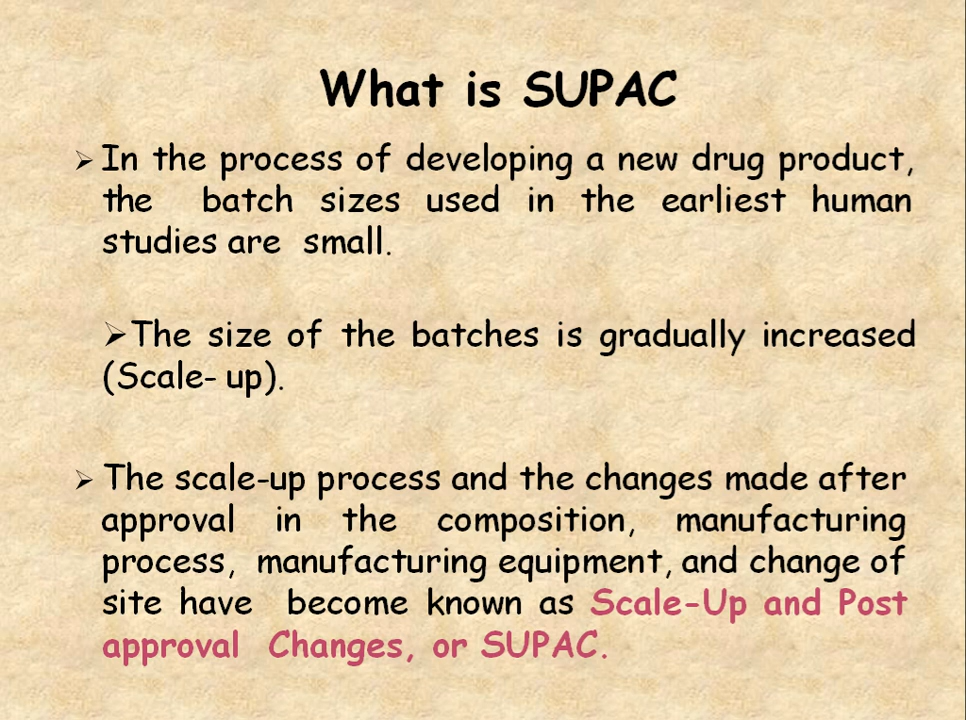 What is SUPAC
➢ In the process of developing a new drug product,
the batch sizes used in the earliest human
studies are small.
➢The size of the batches is gradually increased
(Scale- up).
➢ The scale-up process and the changes made after
approval in the composition, manufacturing
process, manufacturing equipment, and change of
site have become known as Scale-Up and Post
approval Changes, or SUPAC.